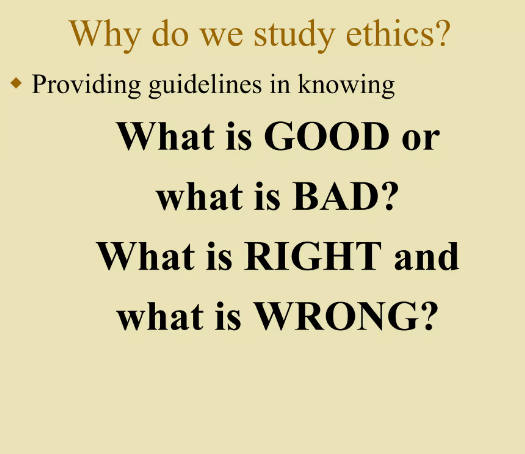 Why do we study ethics?
Providing guidelines in knowing
What is GOOD or
what is BAD?
What is RIGHT and
what is WRONG?